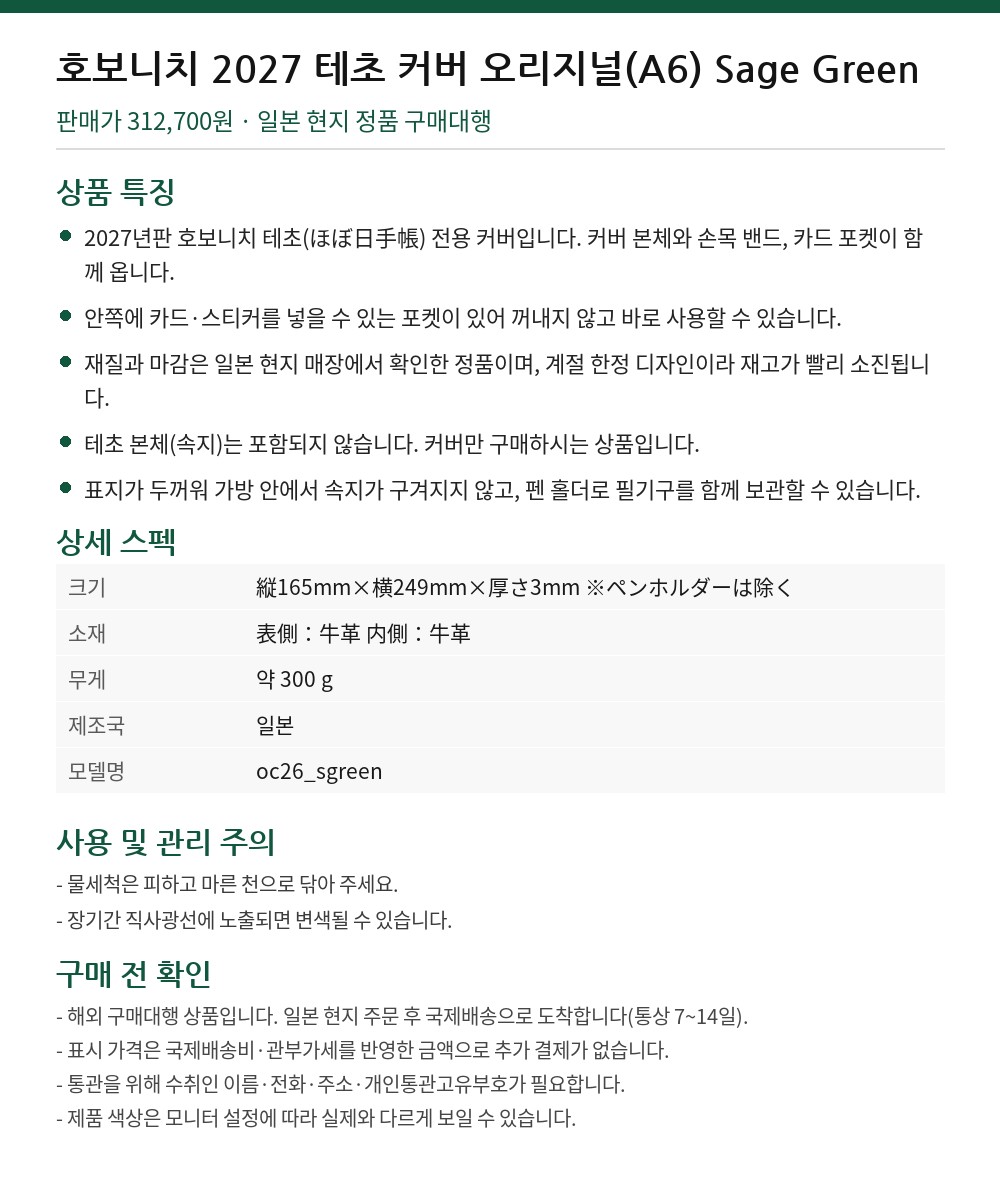 호보니치 2027 테초 커버 오리지널(A6) Sage Green
판매가 312,700원 · 일본 현지 정품 구매대행
상품 특징
● 2027년판 호보니치 테초(ほぼ日手帳) 전용 커버입니다. 커버 본체와 손목 밴드, 카드 포켓이 함
께 옵니다.
● 안쪽에 카드·스티커를 넣을 수 있는 포켓이 있어 꺼내지 않고 바로 사용할 수 있습니다.
● 재질과 마감은 일본 현지 매장에서 확인한 정품이며, 계절 한정 디자인이라 재고가 빨리 소진됩니
다.
● 테초 본체(속지)는 포함되지 않습니다. 커버만 구매하시는 상품입니다.
● 표지가 두꺼워 가방 안에서 속지가 구겨지지 않고, 펜 홀더로 필기구를 함께 보관할 수 있습니다.
상세 스펙
크기 縦165mm×横249mm×厚さ3mm ※ペンホルダーは除く
소재 表側：牛革 内側：牛革
무게 약 300 g
제조국 일본
모델명 oc26_sgreen
사용 및 관리 주의
- 물세척은 피하고 마른 천으로 닦아 주세요.
- 장기간 직사광선에 노출되면 변색될 수 있습니다.
구매 전 확인
- 해외 구매대행 상품입니다. 일본 현지 주문 후 국제배송으로 도착합니다(통상 7~14일).
- 표시 가격은 국제배송비·관부가세를 반영한 금액으로 추가 결제가 없습니다.
- 통관을 위해 수취인 이름·전화·주소·개인통관고유부호가 필요합니다.
- 제품 색상은 모니터 설정에 따라 실제와 다르게 보일 수 있습니다.